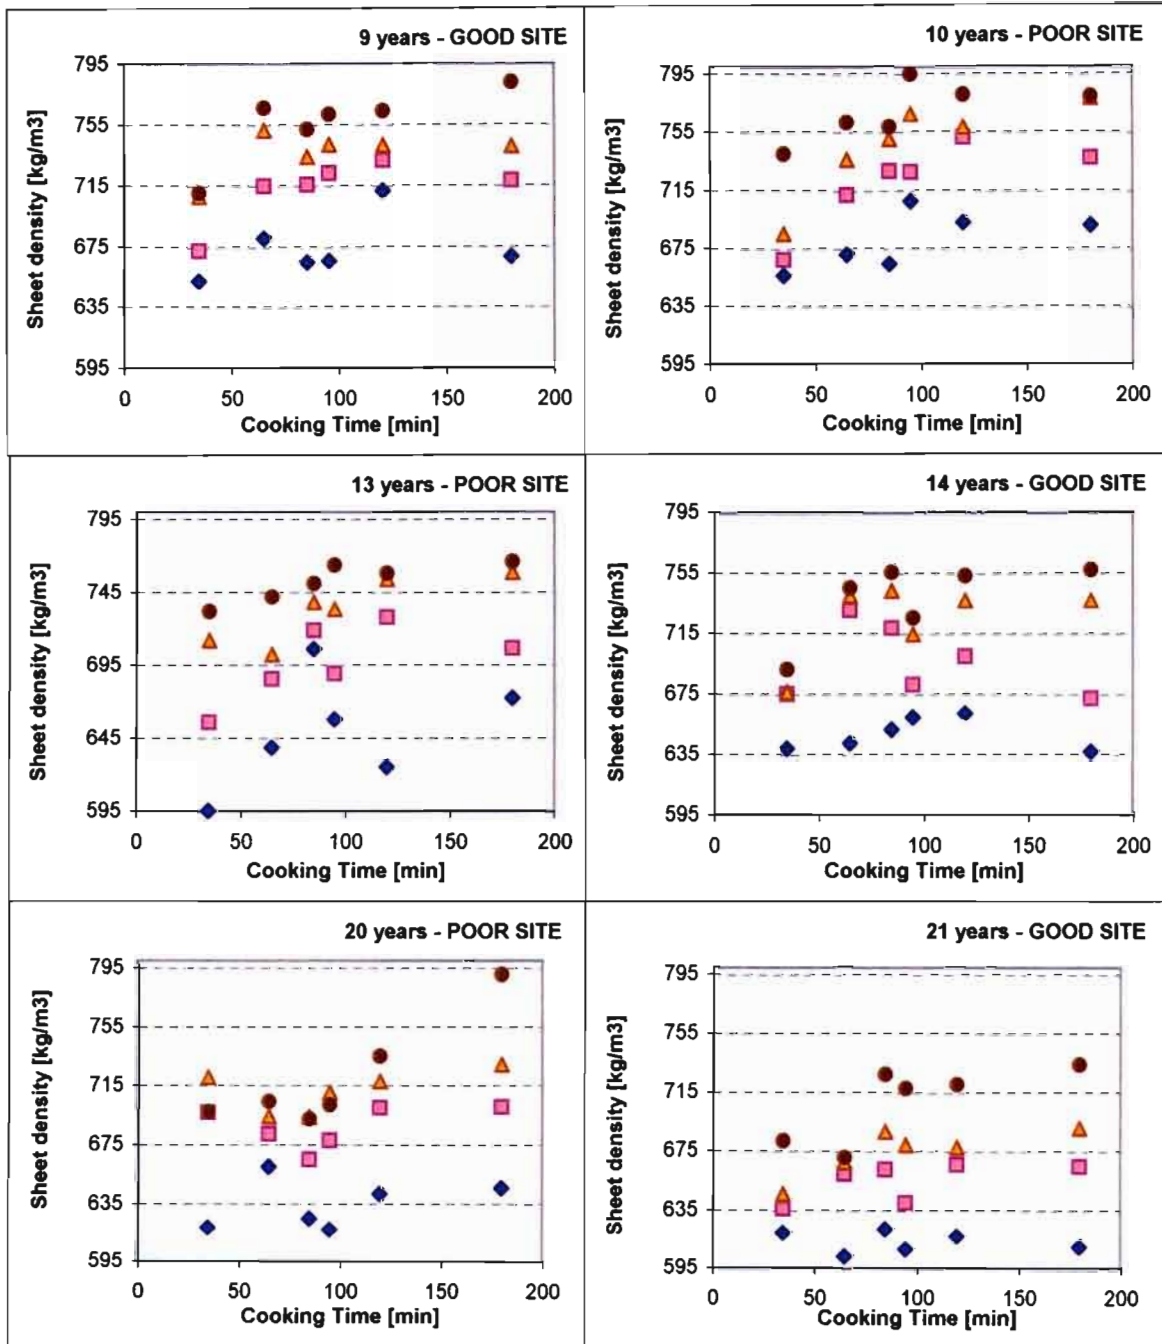 9 years - GOOD SITE
Sheet density [kg/m3]
795
755
715
675
635
595
0 50 100 150 200
Cooking Time [min]
10 years - POOR SITE
Sheet density [kg/m3]
795
755
715
675
635
595
0 50 100 150 200
Cooking Time [min]
13 years - POOR SITE
Sheet density [kg/m3]
795
745
695
645
595
0 50 100 150 200
Cooking Time [min]
14 years - GOOD SITE
Sheet density [kg/m3]
795
755
715
675
635
595
0 50 100 150 200
Cooking Time [min]
20 years - POOR SITE
Sheet density [kg/m3]
795
755
715
675
635
595
0 50 100 150 200
Cooking Time [min]
21 years - GOOD SITE
Sheet density [kg/m3]
795
755
715
675
635
595
0 50 100 150 200
Cooking Time [min]